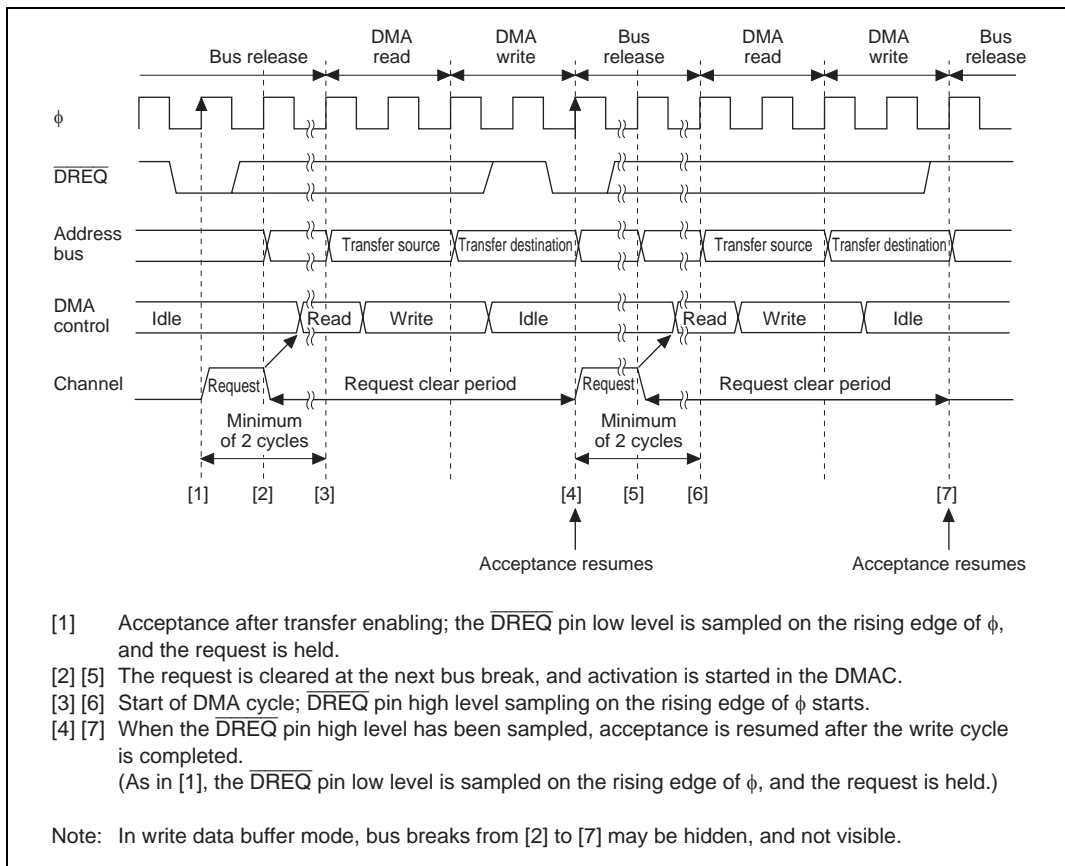 Bus release
DMA read
DMA write
Bus release
DMA read
DMA write
Bus release
φ
DREQ
Address bus
Transfer source
Transfer destination
Transfer source
Transfer destination
DMA control
Idle
Read
Write
Idle
Read
Write
Idle
Channel
Request
Request clear period
Request
Request clear period
Minimum of 2 cycles
Minimum of 2 cycles
[1]
[2]
[3]
[4]
[5]
[6]
[7]
Acceptance resumes
Acceptance resumes
[1] Acceptance after transfer enabling; the DREQ pin low level is sampled on the rising edge of φ,
and the request is held.
[2] [5] The request is cleared at the next bus break, and activation is started in the DMAC.
[3] [6] Start of DMA cycle; DREQ pin high level sampling on the rising edge of φ starts.
[4] [7] When the DREQ pin high level has been sampled, acceptance is resumed after the write cycle
is completed.
(As in [1], the DREQ pin low level is sampled on the rising edge of φ, and the request is held.)
Note: In write data buffer mode, bus breaks from [2] to [7] may be hidden, and not visible.